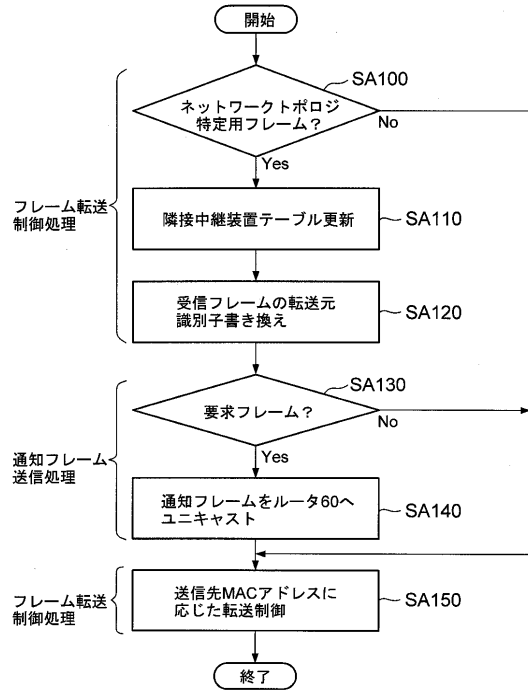 開始
SA100
ネットワークトポロジ
特定用フレーム？
No
Yes
フレーム転送
制御処理
隣接中継装置テーブル更新
SA110
受信フレームの転送元
識別子書き換え
SA120
SA130
要求フレーム？
No
Yes
通知フレーム
送信処理
通知フレームをルータ60へ
ユニキャスト
SA140
フレーム転送
制御処理
送信先MACアドレスに
応じた転送制御
SA150
終了